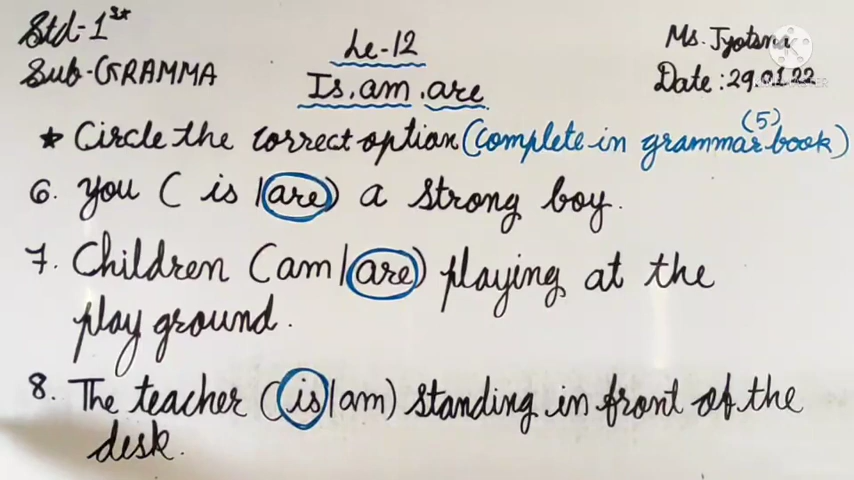 Std-1st
Le-12
Ms. Jyotsna
Sub-GRAMMA
Is.am.are
Date:29.01.22
★ Circle the correct option (complete in grammar book) (5)
6. You ( is | are) a strong boy.
7. Children (am | are) playing at the
play ground.
8. The teacher ( is | am) standing in front of the
desk.